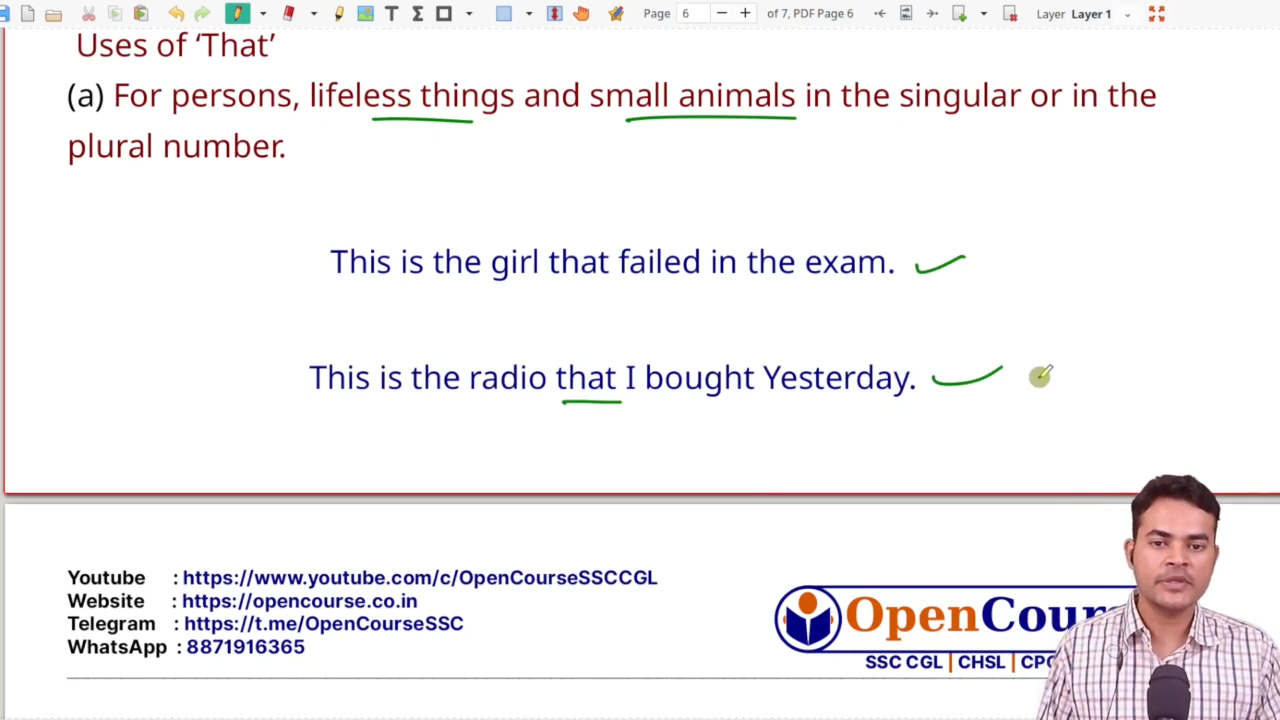 Page 6 of 7, PDF Page 6 Layer Layer 1
Uses of ‘That’
(a) For persons, lifeless things and small animals in the singular or in the
plural number.
This is the girl that failed in the exam.
This is the radio that I bought Yesterday.
Youtube : https://www.youtube.com/c/OpenCourseSSCCGL
Website : https://opencourse.co.in
Telegram : https://t.me/OpenCourseSSC
WhatsApp : 8871916365
SSC CGL | CHSL |